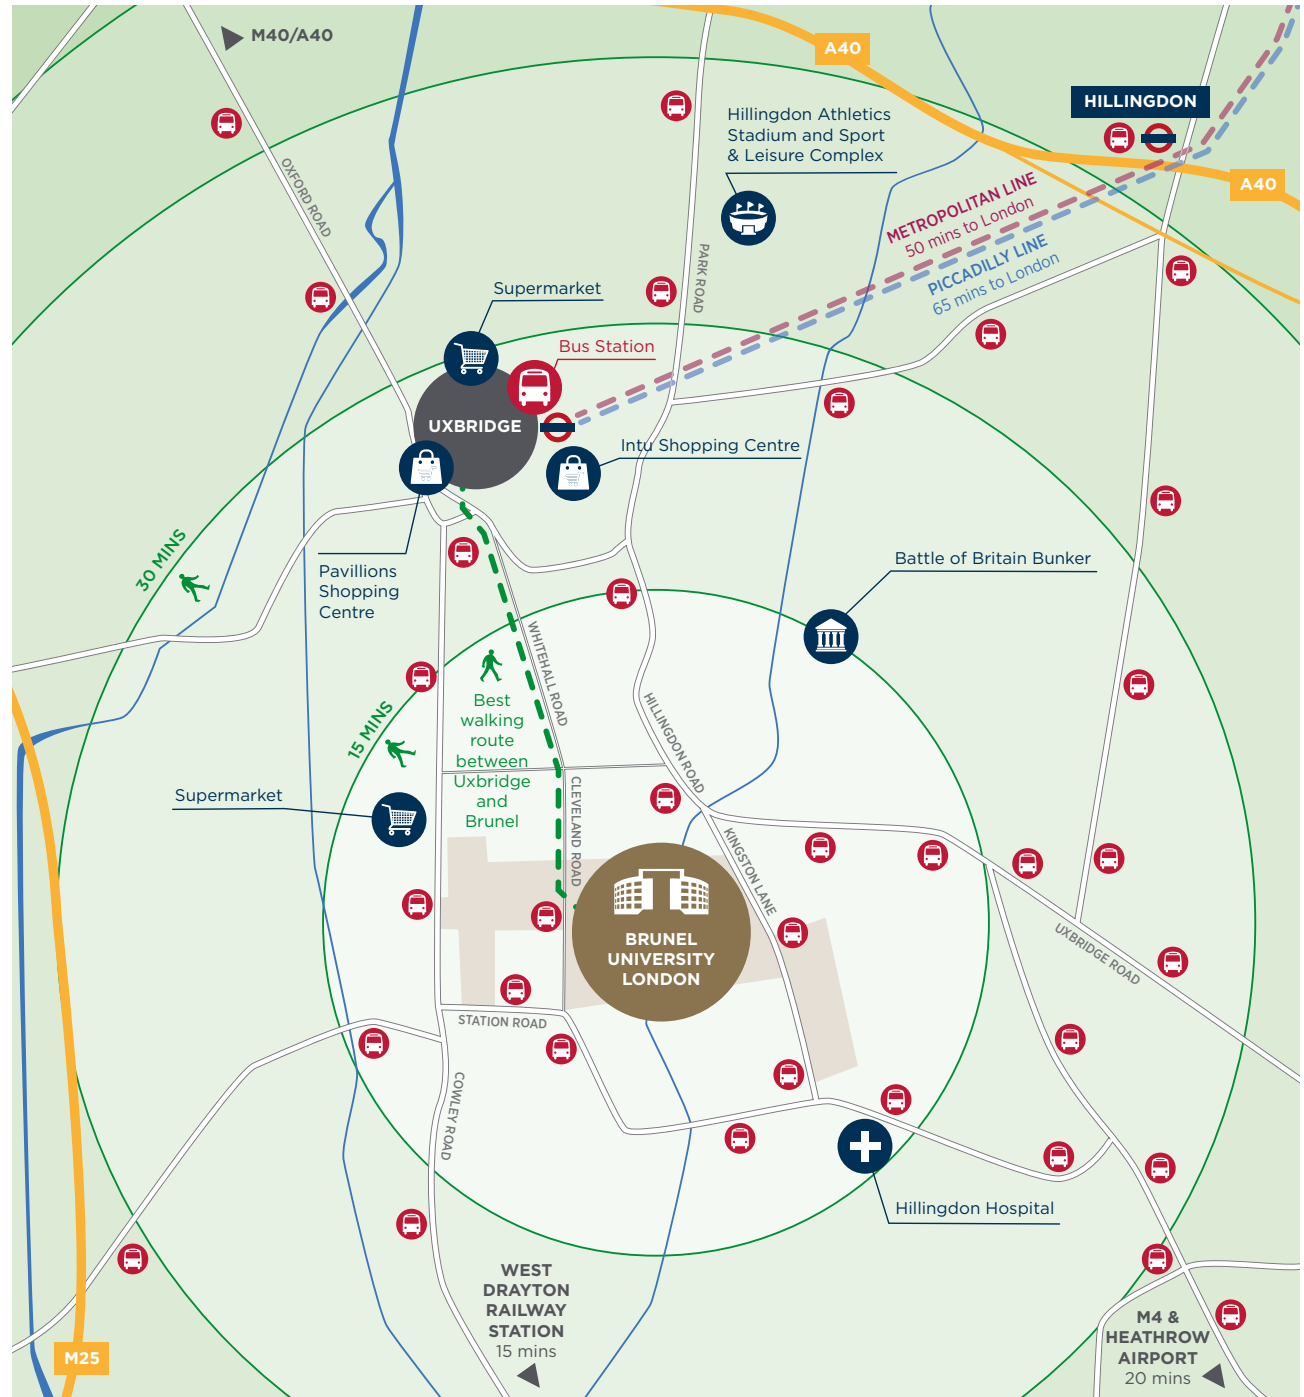 M40/A40
A40
HILLINGDON
Hillingdon Athletics
Stadium and Sport
& Leisure Complex
A40
OXFORD ROAD
METROPOLITAN LINE
50 mins to London
PARK ROAD
PICCADILLY LINE
65 mins to London
Supermarket
Bus Station
UXBRIDGE
Intu Shopping Centre
30 MINS
Pavillions
Shopping
Centre
Battle of Britain Bunker
WHITEHALL ROAD
15 MINS
Best
walking
route
between
Uxbridge
and
Brunel
HILLINGDON ROAD
Supermarket
CLEVELAND ROAD
KINGSTON LANE
BRUNEL
UNIVERSITY
LONDON
UXBRIDGE ROAD
STATION ROAD
COWLEY ROAD
Hillingdon Hospital
WEST
DRAYTON
RAILWAY
STATION
15 mins
M4 &
HEATHROW
AIRPORT
20 mins
M25